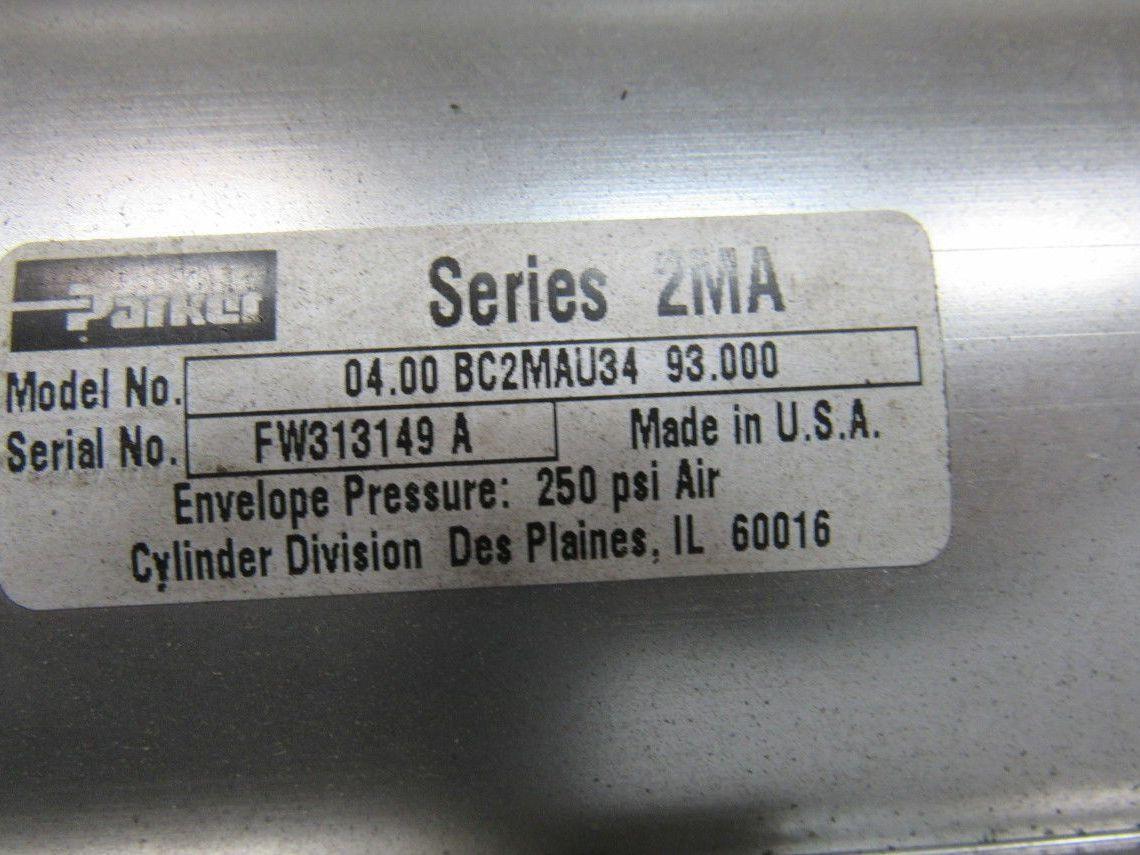 Parker
Series 2MA
Model No. 04.00 BC2MAU34 93.000
Serial No. FW313149 A Made in U.S.A.
Envelope Pressure: 250 psi Air
Cylinder Division Des Plaines, IL 60016